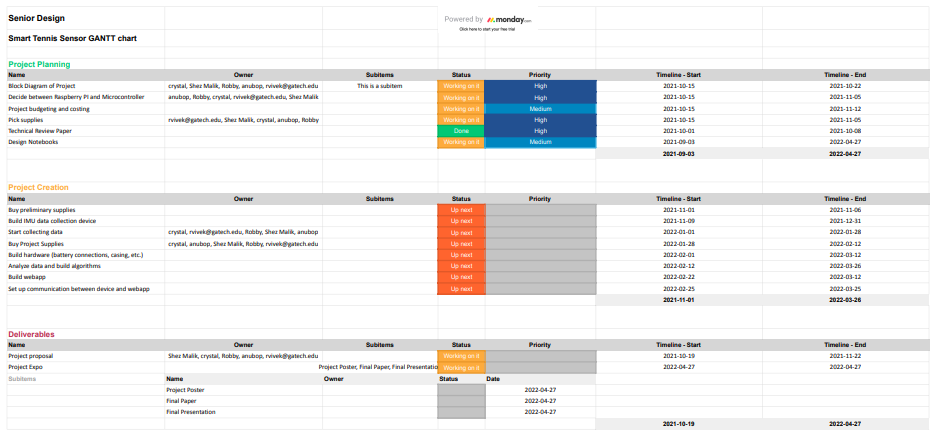 Senior Design
Powered by monday.com
Click here to start your free trial
Smart Tennis Sensor GANTT chart
Project Planning
Name Owner Subitems Status Priority Timeline - Start Timeline - End
Block Diagram of Project crystal, Shez Malik, Robby, anubop, rvivek@gatech.edu This is a subitem Working on it High 2021-10-15 2021-10-22
Decide between Raspberry PI and Microcontroller anubop, Robby, crystal, rvivek@gatech.edu, Shez Malik Working on it High 2021-10-15 2021-11-05
Project budgeting and costing Working on it Medium 2021-10-15 2021-11-12
Pick supplies rvivek@gatech.edu, Shez Malik, crystal, anubop, Robby Working on it High 2021-10-15 2021-11-05
Technical Review Paper Done High 2021-10-01 2021-10-08
Design Notebooks Working on it Medium 2021-09-03 2022-04-27
2021-09-03 2022-04-27
Project Creation
Name Owner Subitems Status Priority Timeline - Start Timeline - End
Buy preliminary supplies Up next 2021-11-01 2021-11-06
Build IMU data collection device Up next 2021-11-09 2021-12-31
Start collecting data crystal, rvivek@gatech.edu, Robby, Shez Malik, anubop Up next 2022-01-01 2022-01-28
Buy Project Supplies crystal, anubop, Shez Malik, Robby, rvivek@gatech.edu Up next 2022-01-28 2022-02-12
Build hardware (battery connections, casing, etc.) Up next 2022-02-01 2022-03-12
Analyze data and build algorithms Up next 2022-02-12 2022-03-26
Build webapp Up next 2022-02-22 2022-03-12
Set up communication between device and webapp Up next 2022-02-25 2022-03-25
2021-11-01 2022-03-26
Deliverables
Name Owner Subitems Status Priority Timeline - Start Timeline - End
Project proposal Shez Malik, crystal, Robby, anubop, rvivek@gatech.edu Working on it 2021-10-19 2021-11-22
Project Expo Project Poster, Final Paper, Final Presentatio Working on it 2022-04-27 2022-04-27
Subitems Name Owner Status Date
Project Poster 2022-04-27
Final Paper 2022-04-27
Final Presentation 2022-04-27
2021-10-19 2022-04-27